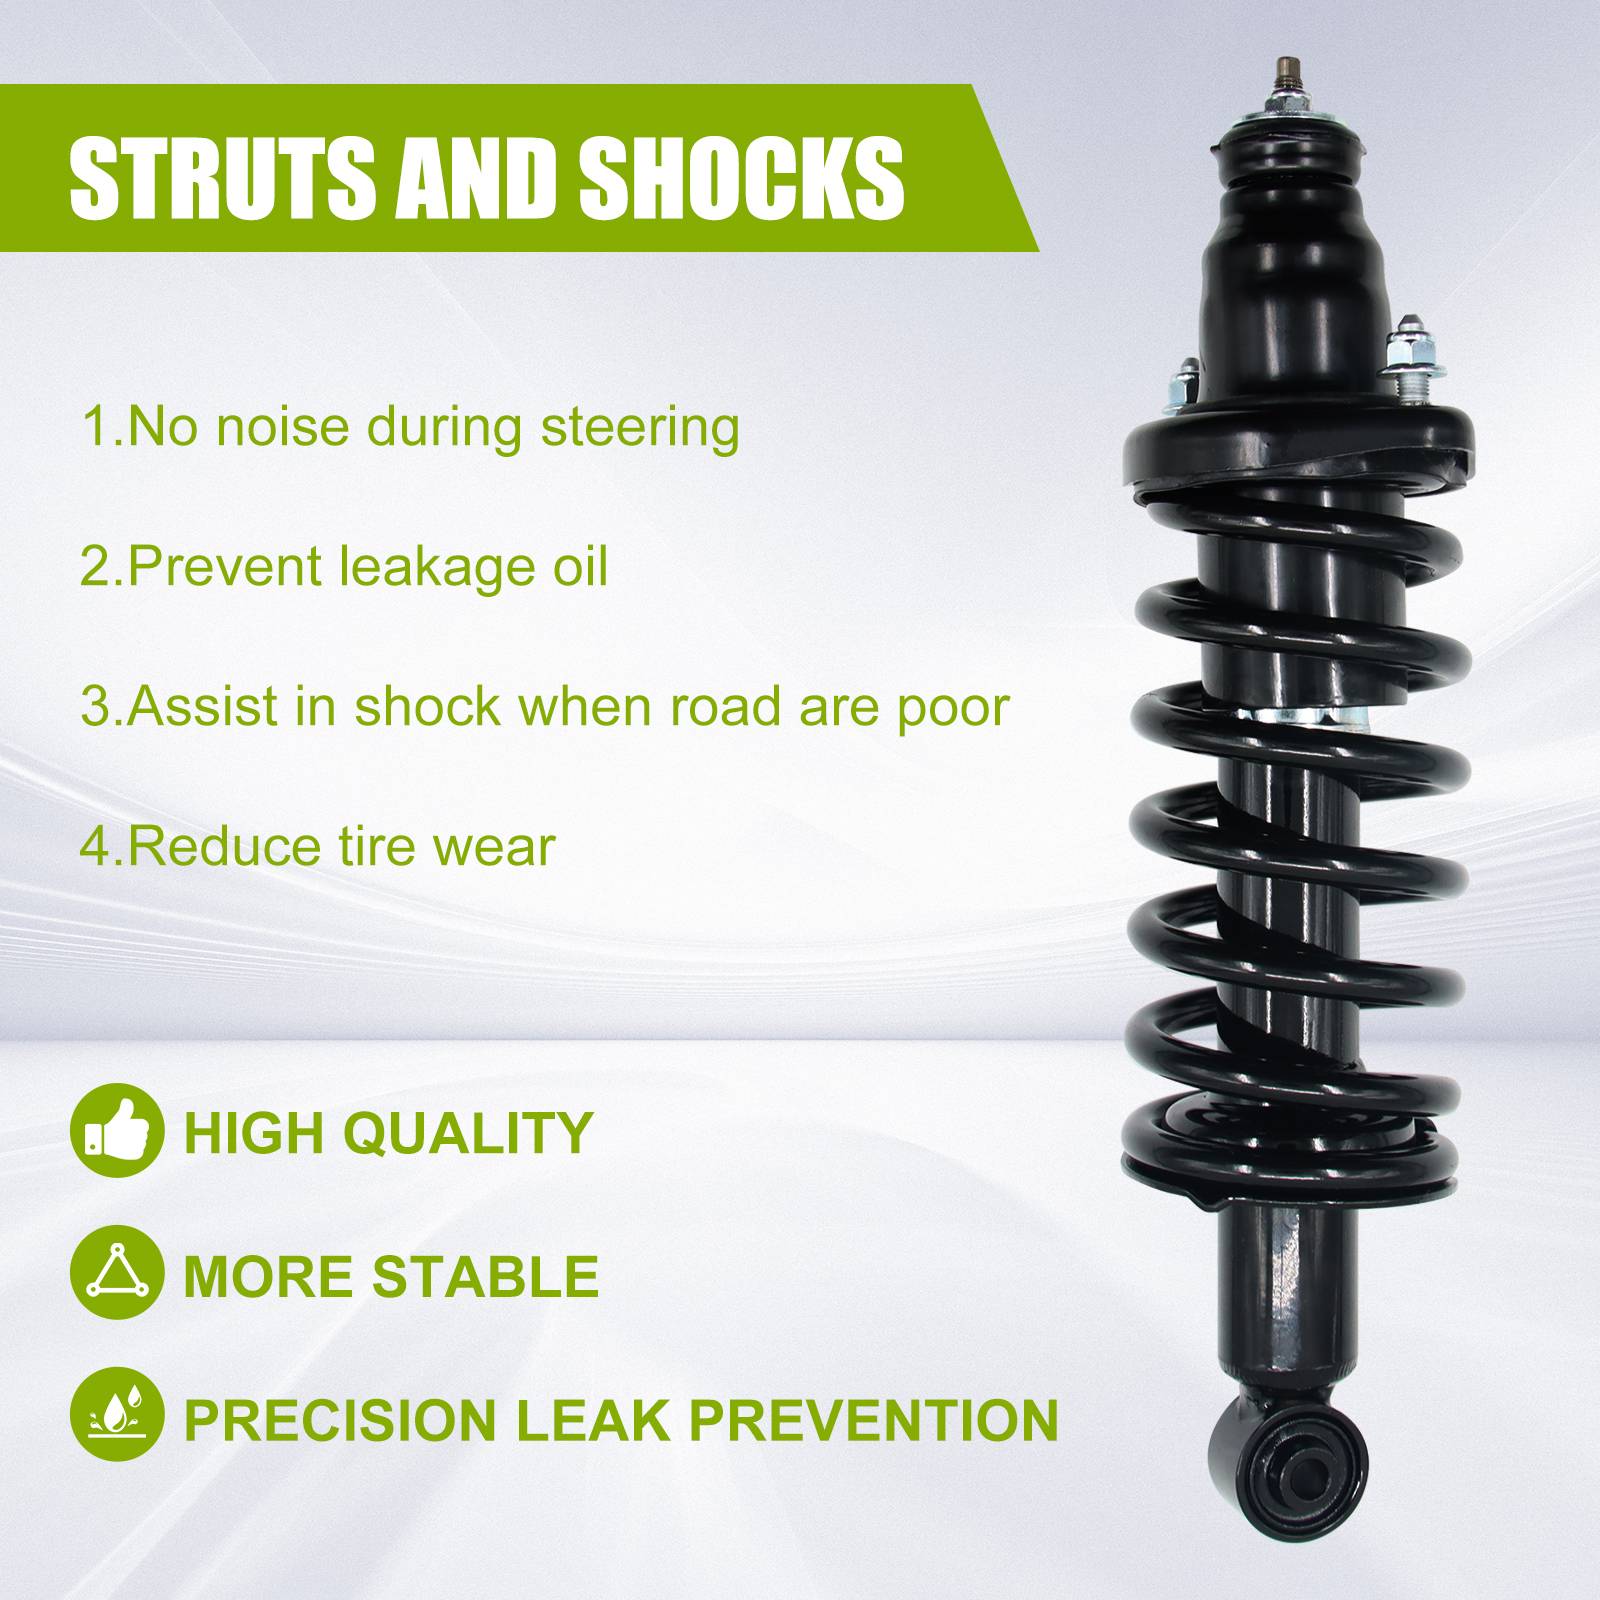 STRUTS AND SHOCKS
1.No noise during steering
2.Prevent leakage oil
3.Assist in shock when road are poor
4.Reduce tire wear
HIGH QUALITY
MORE STABLE
PRECISION LEAK PREVENTION